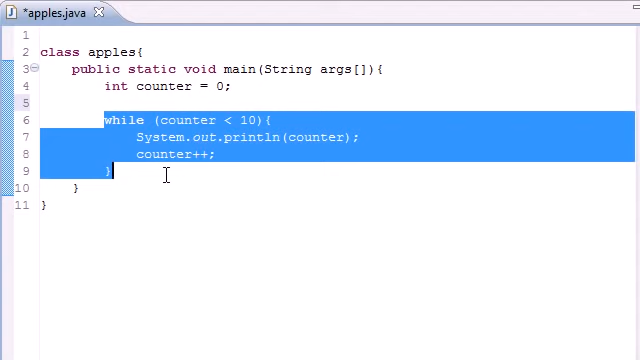 *apples.java
1
2 class apples{
3 public static void main(String args[]){
4 int counter = 0;
5
6 while (counter < 10){
7 System.out.println(counter);
8 counter++;
9 }
10 }
11 }